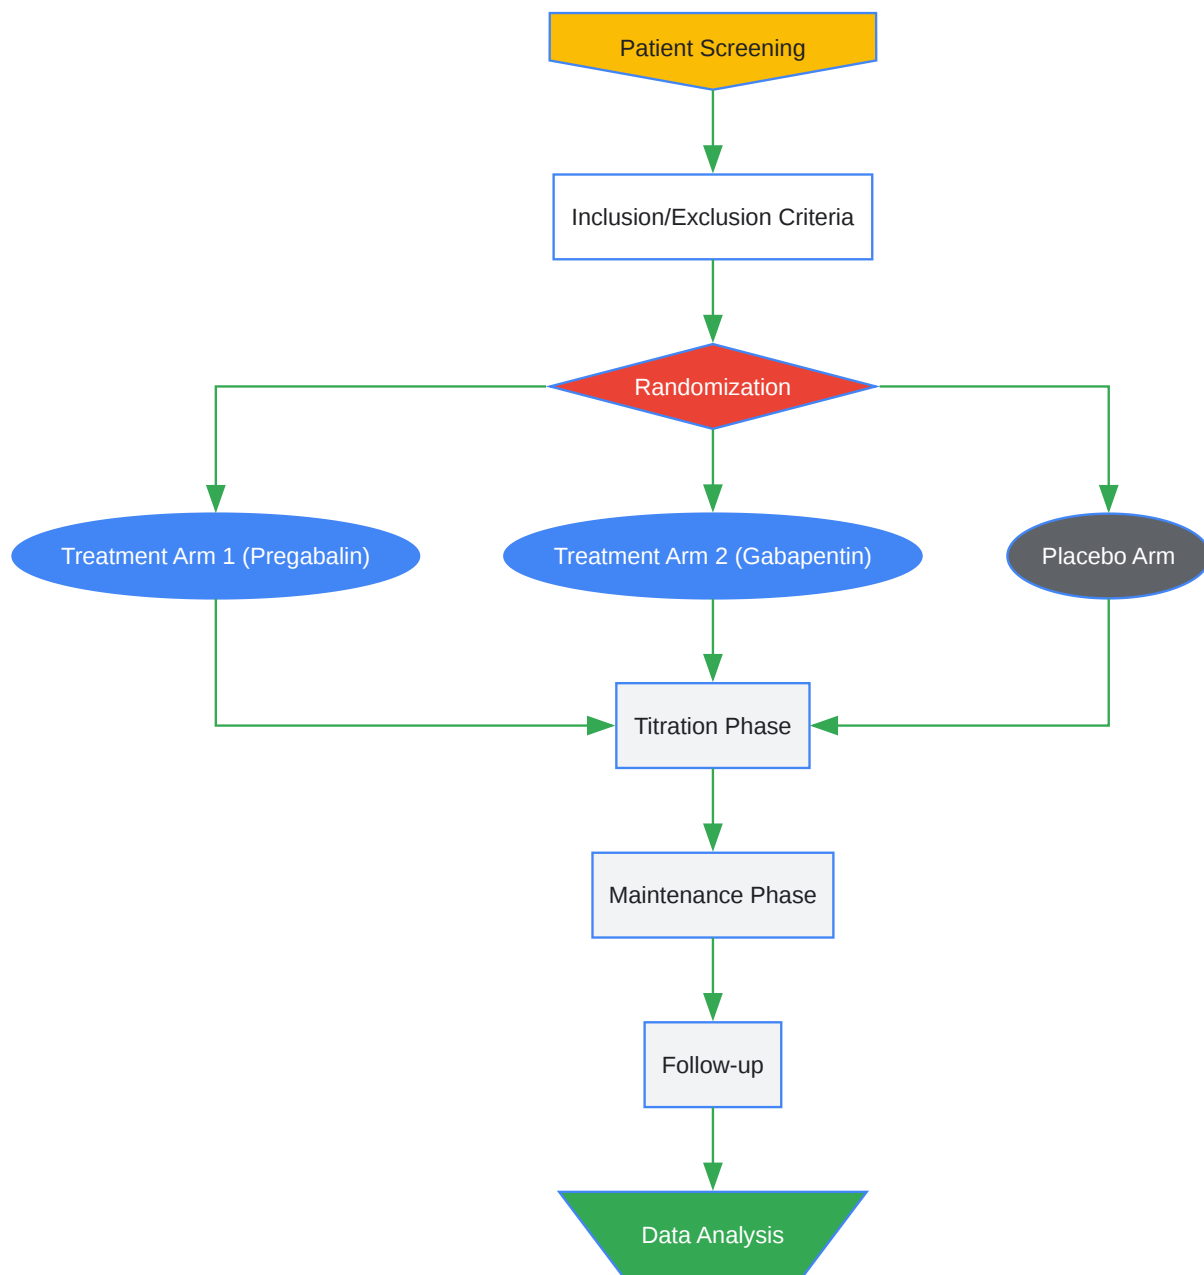 Patient Screening
Inclusion/Exclusion Criteria
Randomization
Treatment Arm 1 (Pregabalin)
Treatment Arm 2 (Gabapentin)
Placebo Arm
Titration Phase
Maintenance Phase
Follow-up
Data Analysis